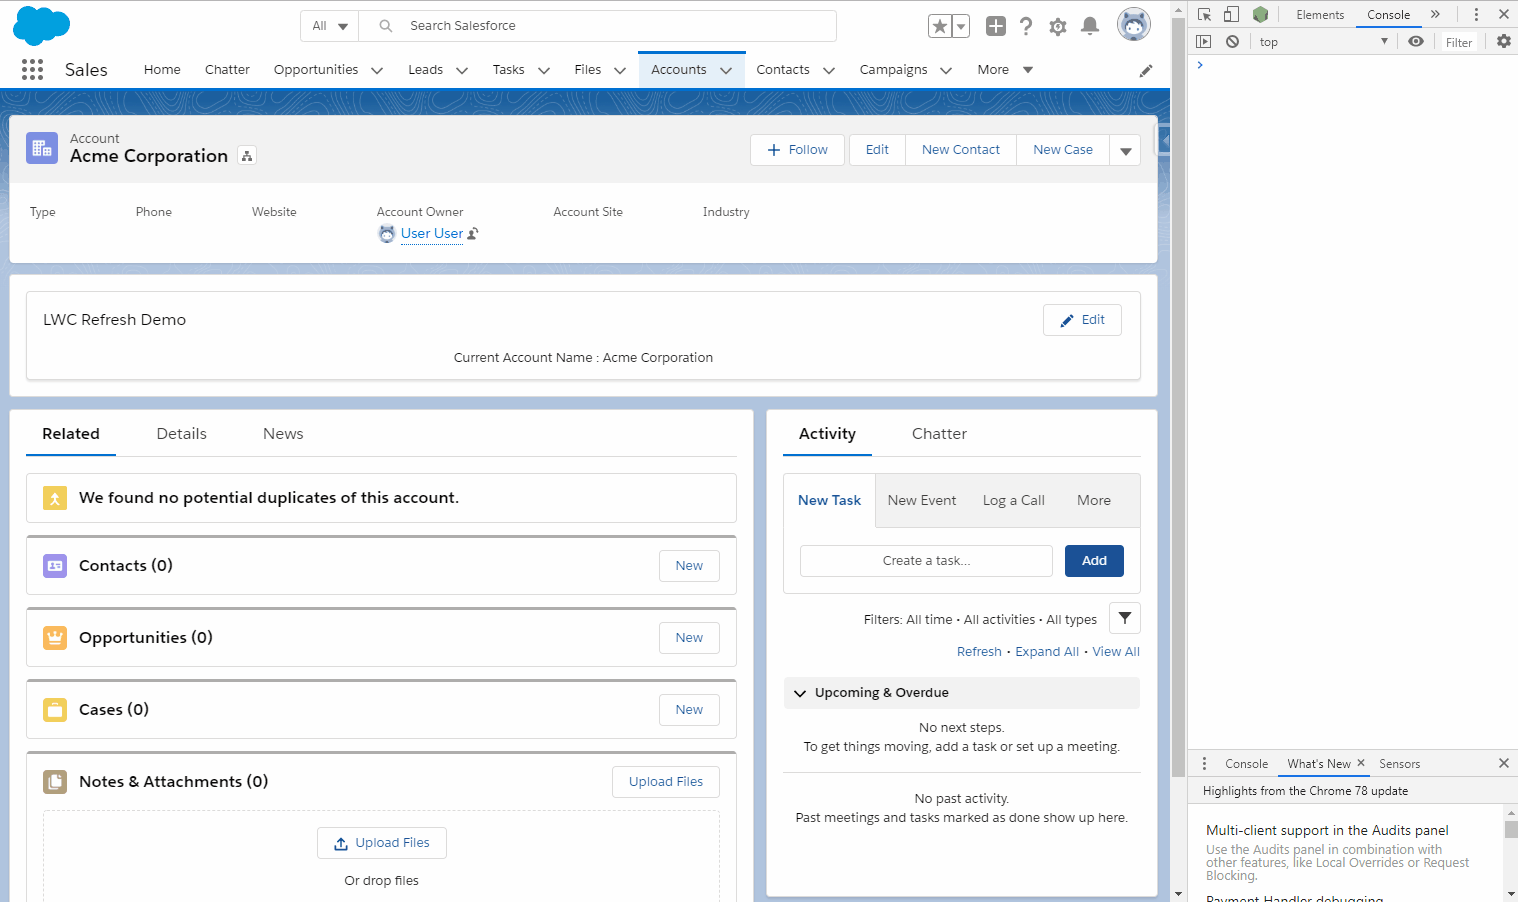 All
Search Salesforce
Sales
Home
Chatter
Opportunities
Leads
Tasks
Files
Accounts
Contacts
Campaigns
More
Account
Acme Corporation
Follow
Edit
New Contact
New Case
Type
Phone
Website
Account Owner
Account Site
Industry
User User
LWC Refresh Demo
Edit
Current Account Name : Acme Corporation
Related
Details
News
We found no potential duplicates of this account.
Contacts (0)
New
Opportunities (0)
New
Cases (0)
New
Notes & Attachments (0)
Upload Files
Upload Files
Or drop files
Activity
Chatter
New Task
New Event
Log a Call
More
Create a task...
Add
Filters: All time • All activities • All types
Refresh • Expand All • View All
Upcoming & Overdue
No next steps.
To get things moving, add a task or set up a meeting.
No past activity.
Past meetings and tasks marked as done show up here.
Elements
Console
top
Filter
Console
What's New
Sensors
Highlights from the Chrome 78 update
Multi-client support in the Audits panel
Use the Audits panel in combination with
other features, like Local Overrides or Request
Blocking.
Payment Handler debugging